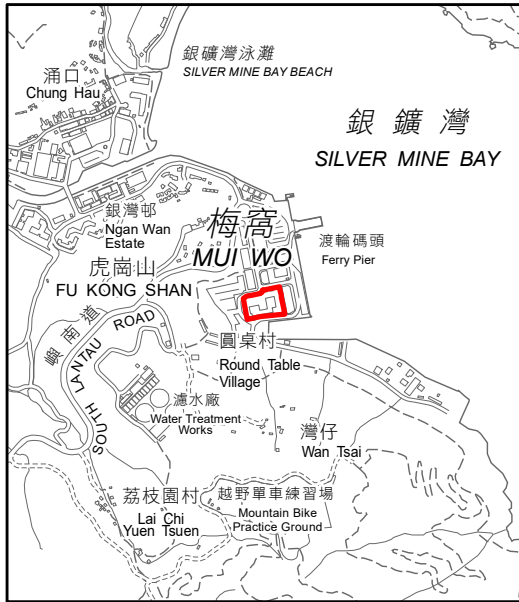 銀礦灣泳灘
SILVER MINE BAY BEACH
涌口
Chung Hau
銀鑛灣
SILVER MINE BAY
銀灣邨
Ngan Wan
Estate
梅窩
MUI WO
渡輪碼頭
Ferry Pier
虎崗山
FU KONG SHAN
嶼南道
SOUTH LANTAU ROAD
圓桌村
Round Table
Village
濾水廠
Water Treatment
Works
灣仔
Wan Tsai
荔枝園村
Lai Chi
Yuen Tsuen
越野單車練習場
Mountain Bike
Practice Ground